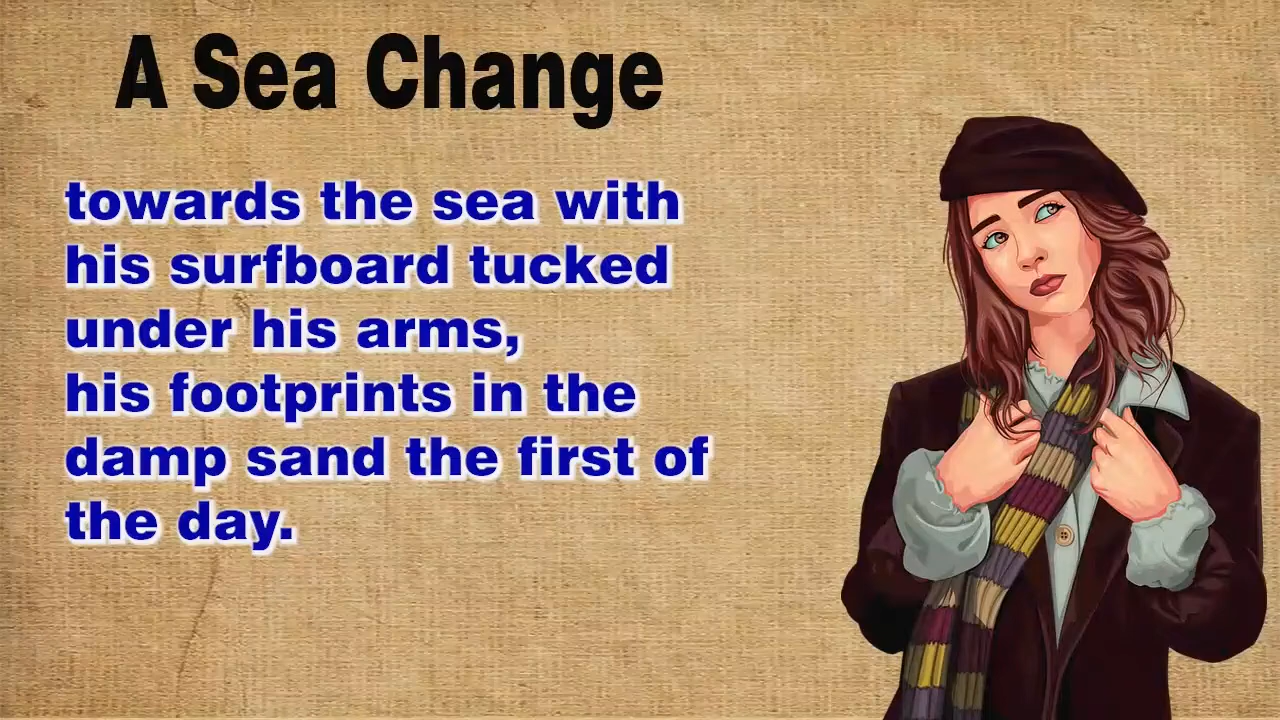 A Sea Change
towards the sea with
his surfboard tucked
under his arms,
his footprints in the
damp sand the first of
the day.